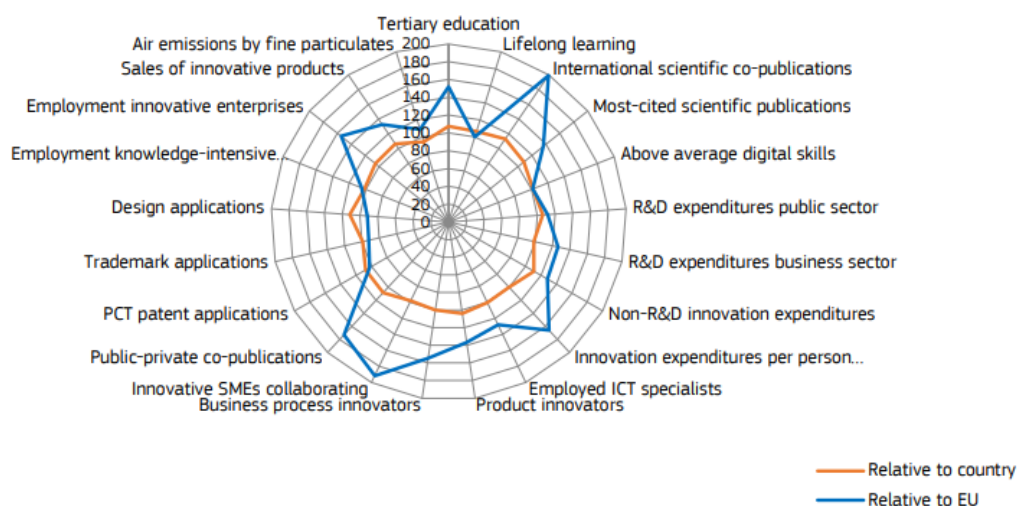 Tertiary education
Air emissions by fine particulates
Lifelong learning
Sales of innovative products
International scientific co-publications
Employment innovative enterprises
Most-cited scientific publications
Employment knowledge-intensive...
Above average digital skills
Design applications
R&D expenditures public sector
Trademark applications
R&D expenditures business sector
PCT patent applications
Non-R&D innovation expenditures
Public-private co-publications
Innovation expenditures per person...
Innovative SMEs collaborating
Employed ICT specialists
Business process innovators
Product innovators
200
180
160
140
120
100
80
60
40
20
0
Relative to country
Relative to EU